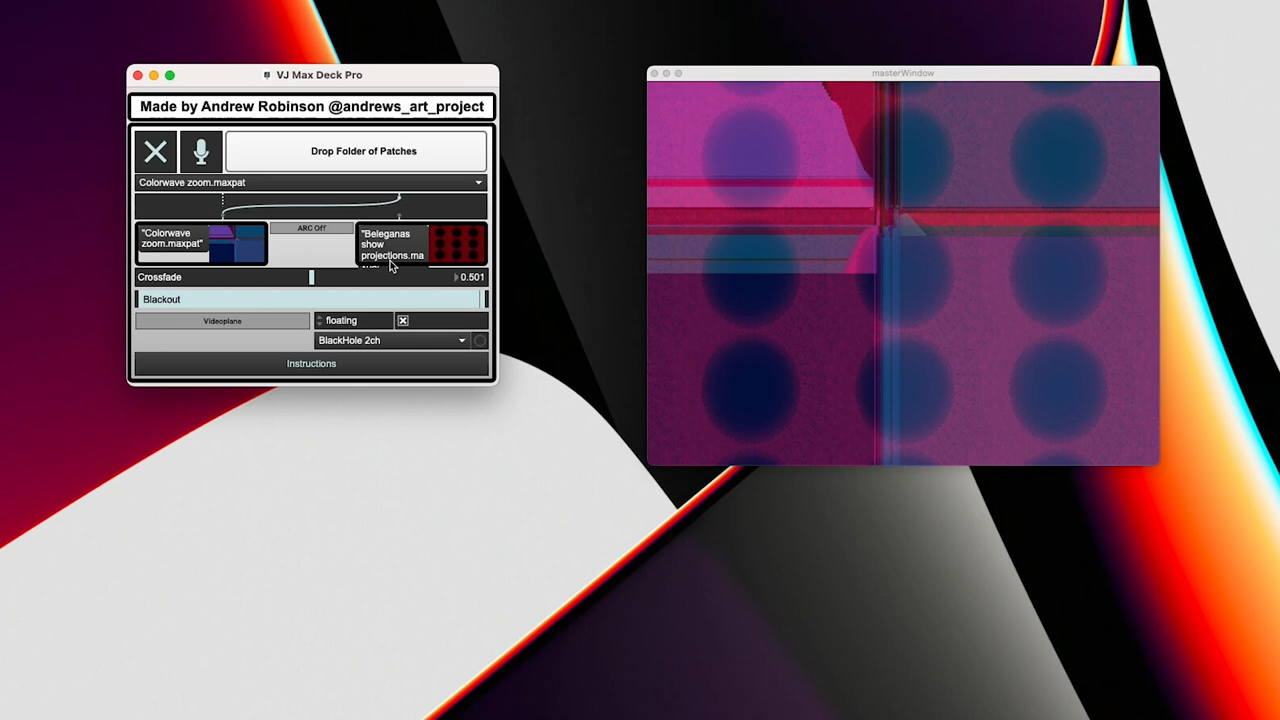 VJ Max Deck Pro
masterWindow
Made by Andrew Robinson @andrews_art_project
Drop Folder of Patches
Colorwave zoom.maxpat
"Colorwave
zoom.maxpat"
ARC Off
"Beleganas
show
projections.ma
Crossfade
0.501
Blackout
Videoplane
floating
BlackHole 2ch
Instructions